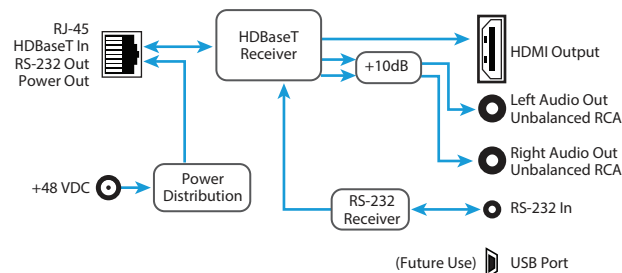 RJ-45
HDBaseT In
RS-232 Out
Power Out
HDBaseT
Receiver
+10dB
HDMI Output
Left Audio Out
Unbalanced RCA
Right Audio Out
Unbalanced RCA
+48 VDC
Power
Distribution
RS-232
Receiver
RS-232 In
(Future Use)
USB Port